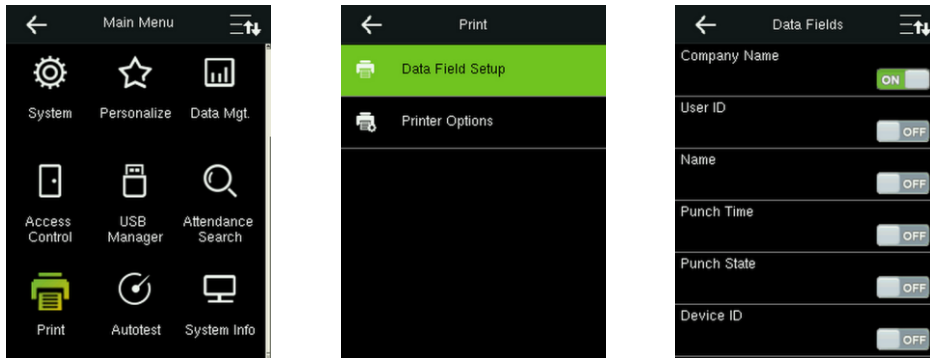 Main Menu
System
Personalize
Data Mgt.
Access
Control
USB
Manager
Attendance
Search
Print
Autotest
System Info
Print
Data Field Setup
Printer Options
Data Fields
Company Name
ON
User ID
OFF
Name
OFF
Punch Time
OFF
Punch State
OFF
Device ID
OFF